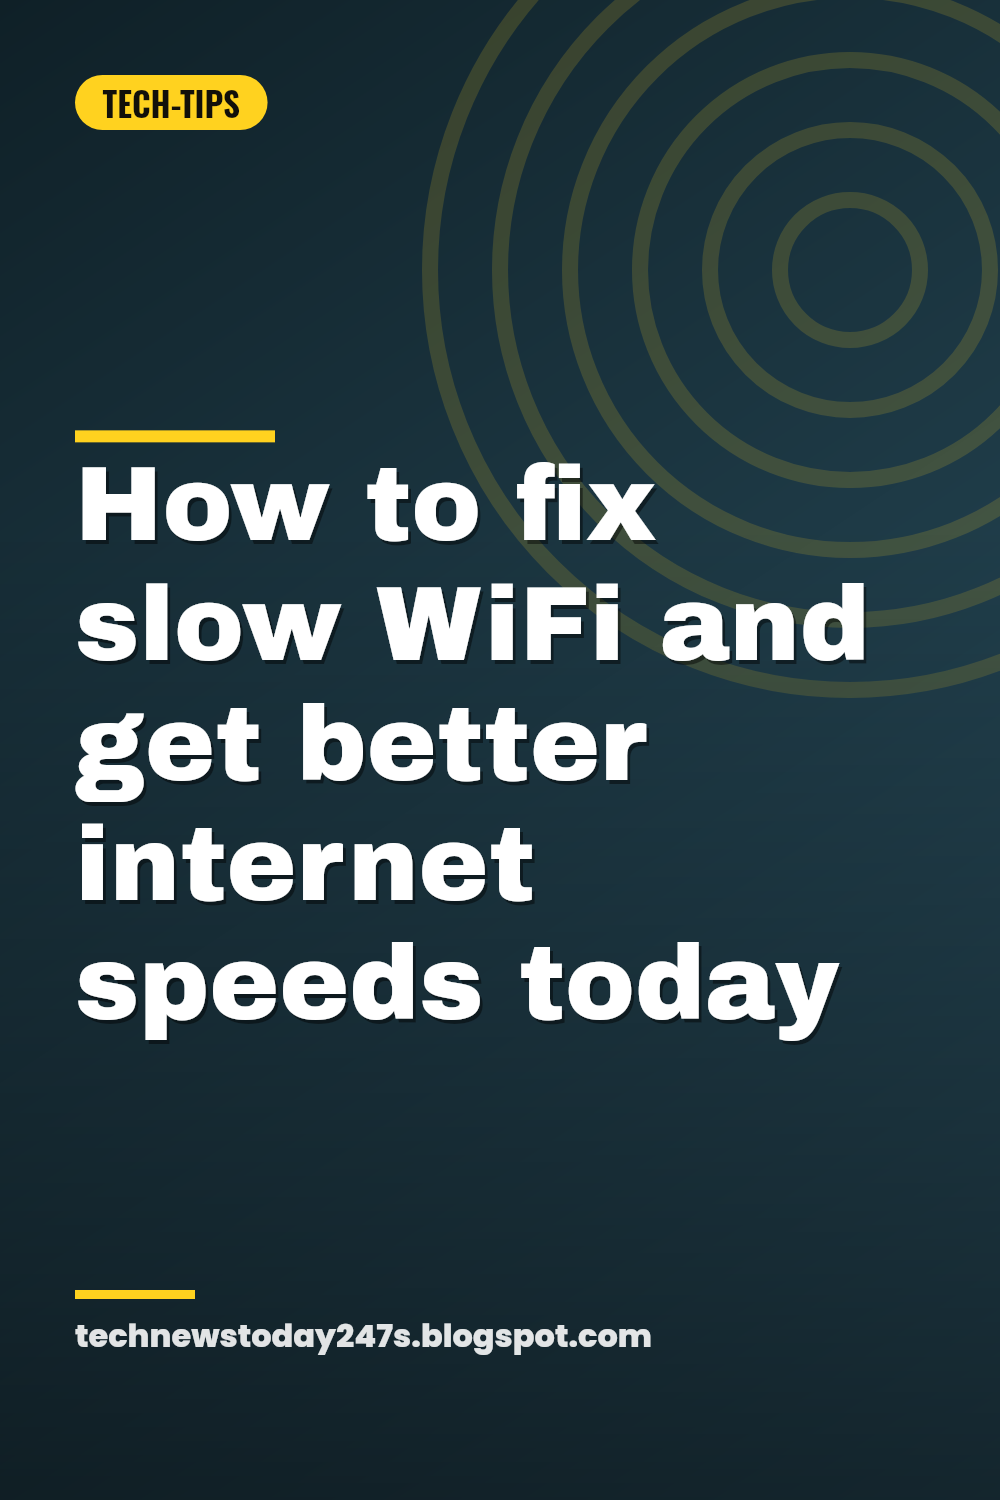 TECH-TIPS
How to fix
slow WiFi and
get better
internet
speeds today
technewstoday247s.blogspot.com